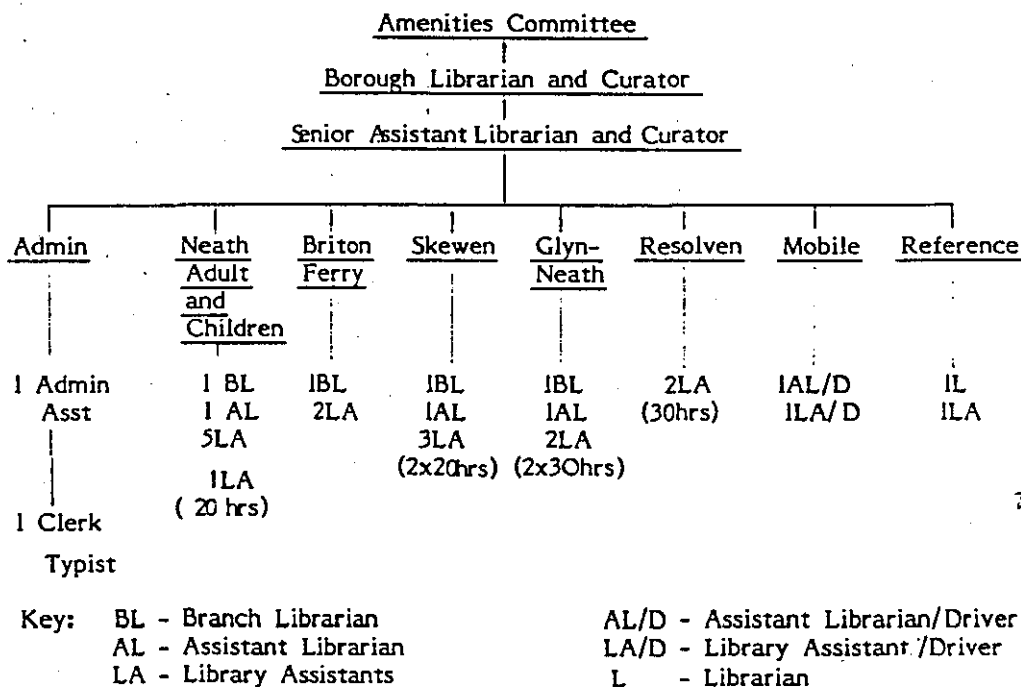 Amenities Committee
Borough Librarian and Curator
Senior Assistant Librarian and Curator
Admin
Neath
Adult
and
Children
Briton
Ferry
Skewen
Glyn-
Neath
Resolven
Mobile
Reference
1 Admin
Asst
1 Clerk
Typist
1 BL
1 AL
5LA
1LA
( 20 hrs)
1BL
2LA
1BL
1AL
3LA
(2x20hrs)
1BL
1AL
2LA
(2x30hrs)
2LA
(30hrs)
1AL/D
1LA/D
1L
1LA
Key:
BL - Branch Librarian
AL - Assistant Librarian
LA - Library Assistants
AL/D - Assistant Librarian/Driver
LA/D - Library Assistant/Driver
L - Librarian